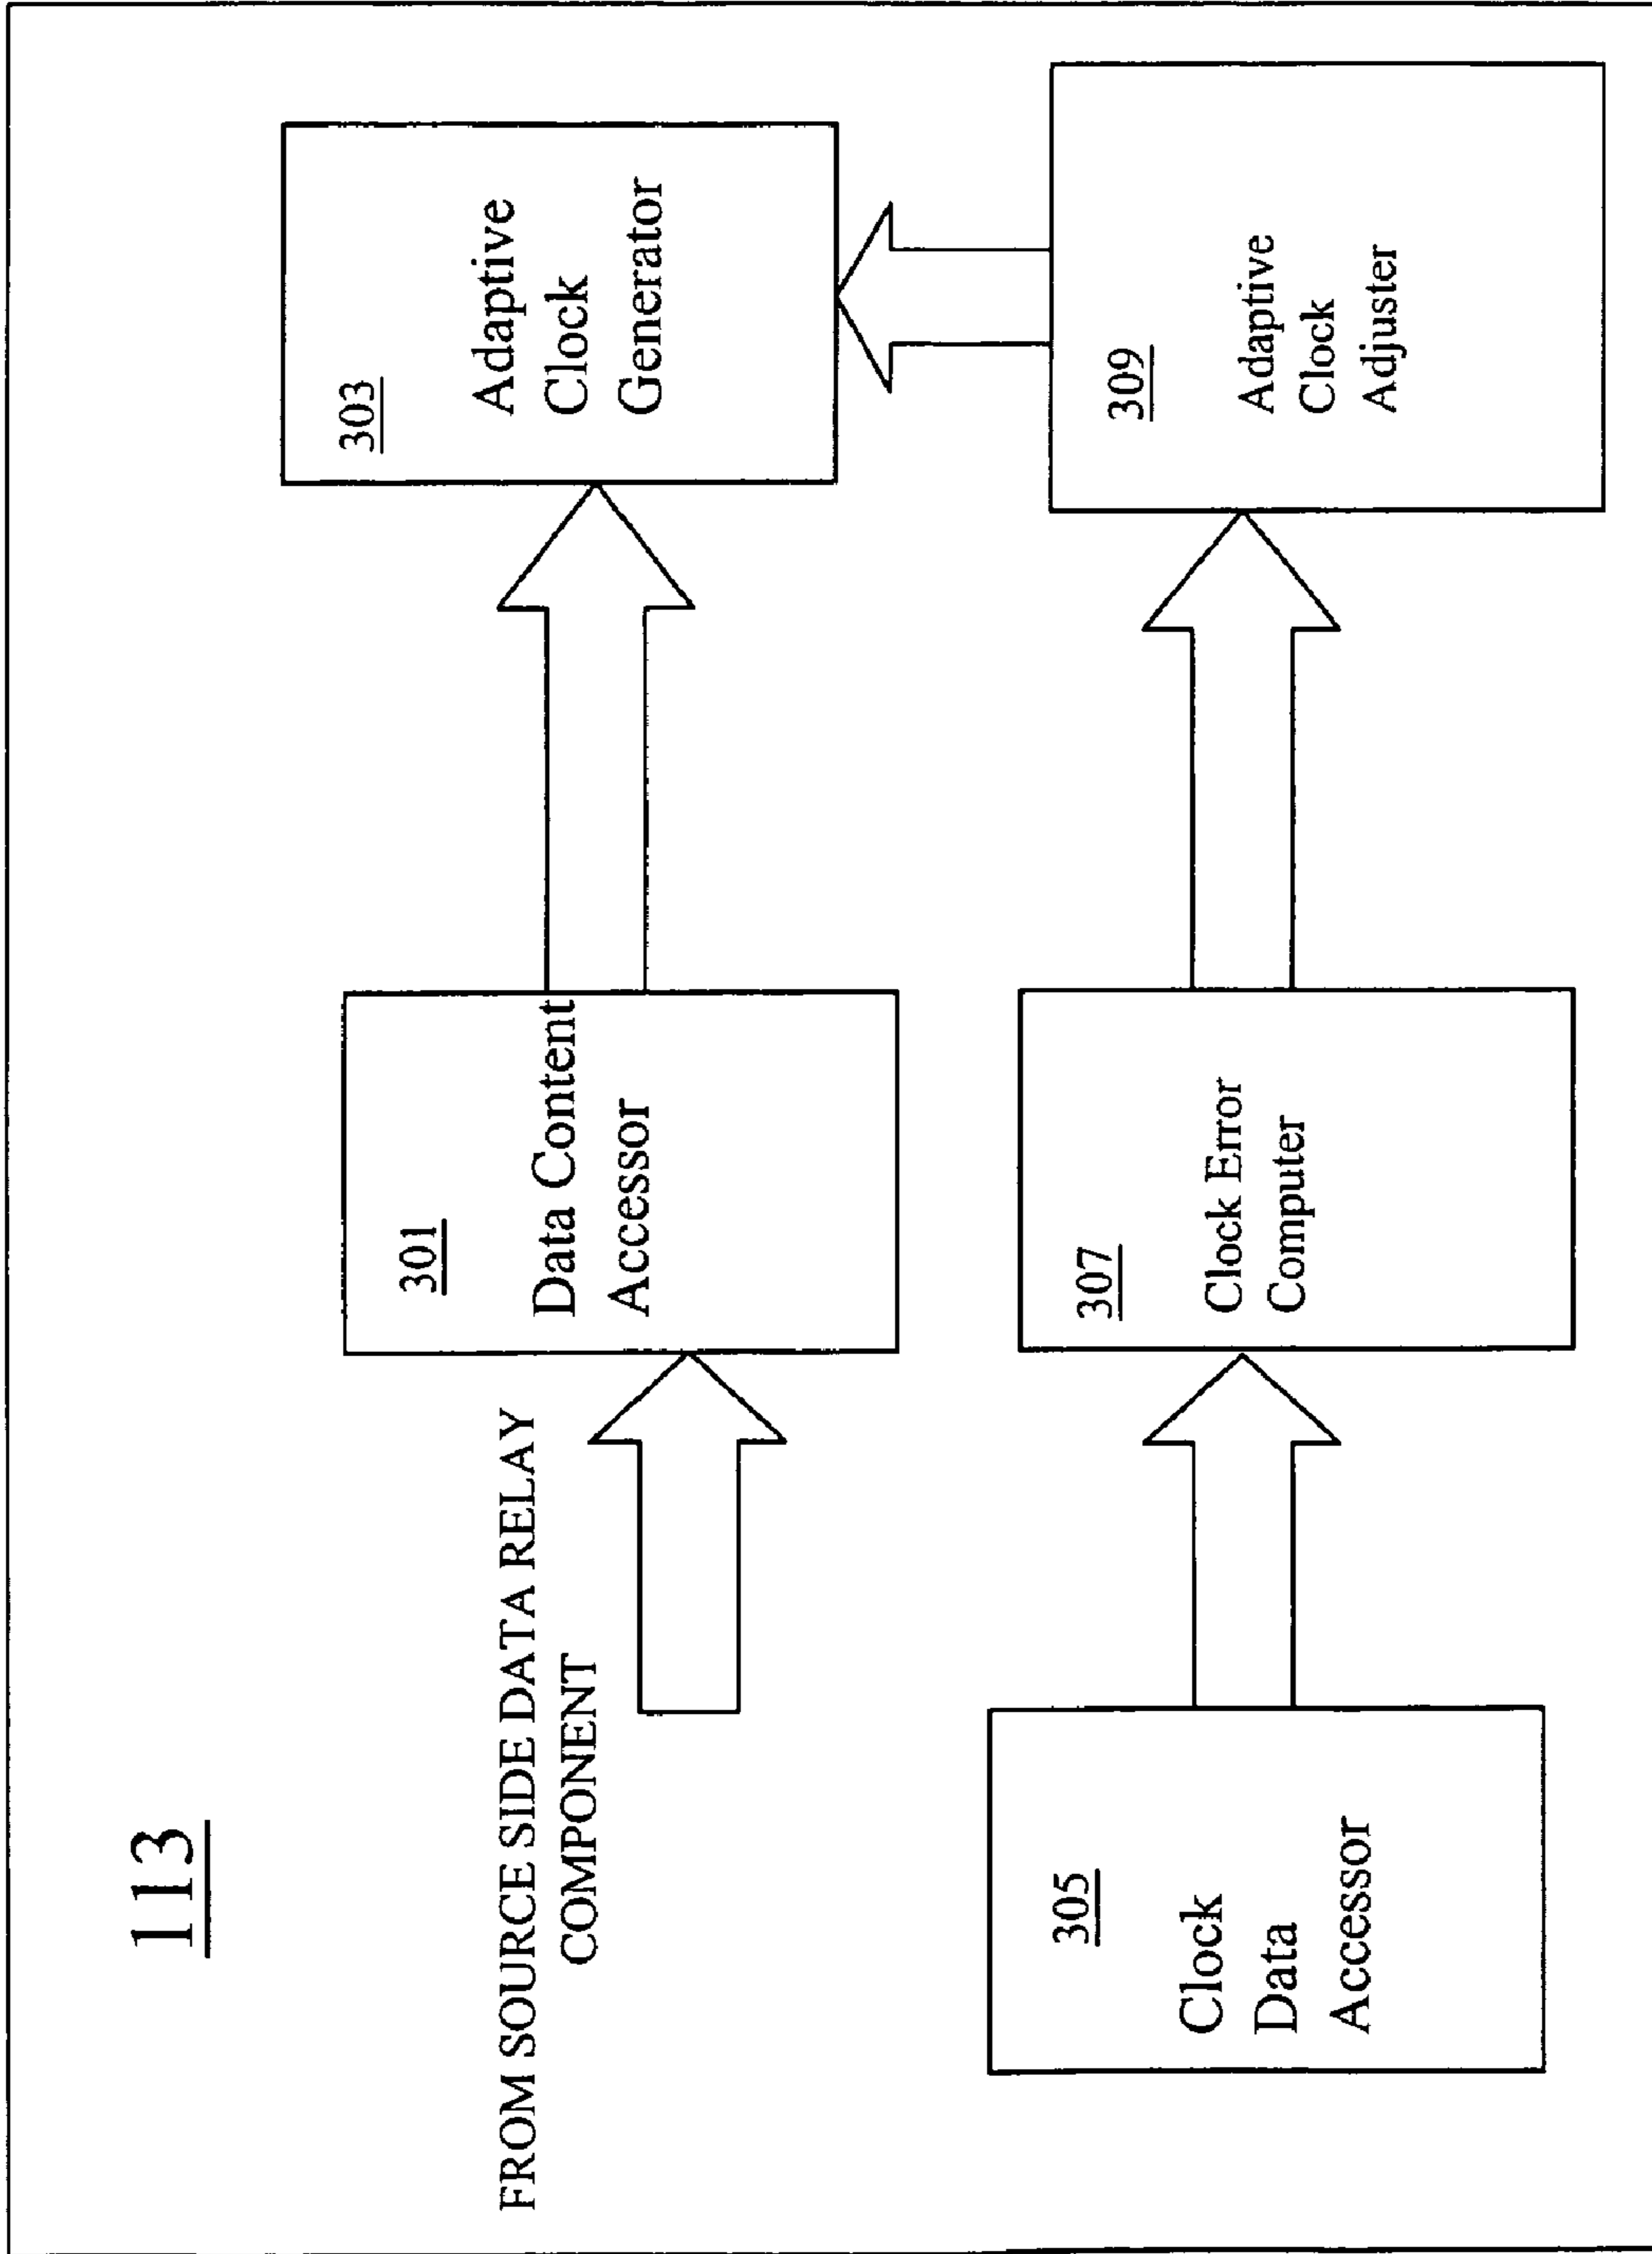 113
FROM SOURCE SIDE DATA RELAY
COMPONENT
301
Data Content
Accessor
303
Adaptive
Clock
Generator
305
Clock
Data
Accessor
307
Clock Error
Computer
309
Adaptive
Clock
Adjuster